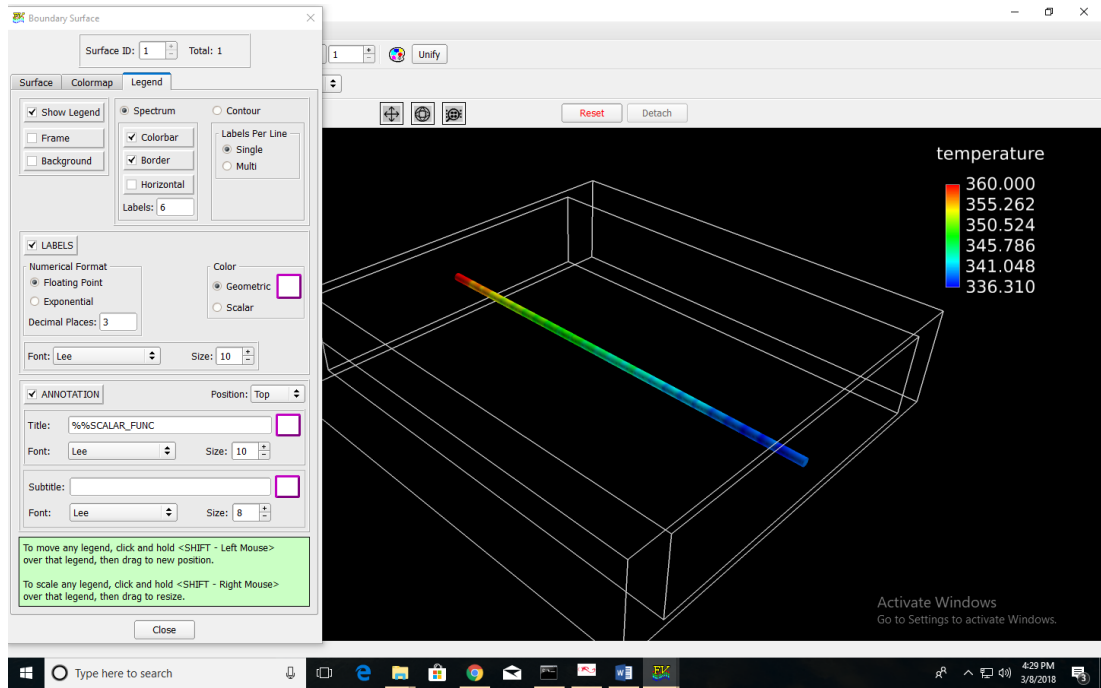 Boundary Surface
Surface ID: 1 Total: 1
1 Unify
Surface Colormap Legend
Show Legend Spectrum Contour
Reset Detach
Frame Colorbar Labels Per Line
Background Border Single
Multi
Horizontal
Labels: 6
temperature
360.000
355.262
350.524
345.786
341.048
336.310
LABELS
Numerical Format Color
Floating Point Geometric
Exponential Scalar
Decimal Places: 3
Font: Lee Size: 10
ANNOTATION Position: Top
Title: %%SCALAR_FUNC
Font: Lee Size: 10
Subtitle:
Font: Lee Size: 8
To move any legend, click and hold <SHIFT - Left Mouse>
over that legend, then drag to new position.
To scale any legend, click and hold <SHIFT - Right Mouse>
over that legend, then drag to resize.
Close
Activate Windows
Go to Settings to activate Windows.
Type here to search
4:29 PM
3/8/2018
3